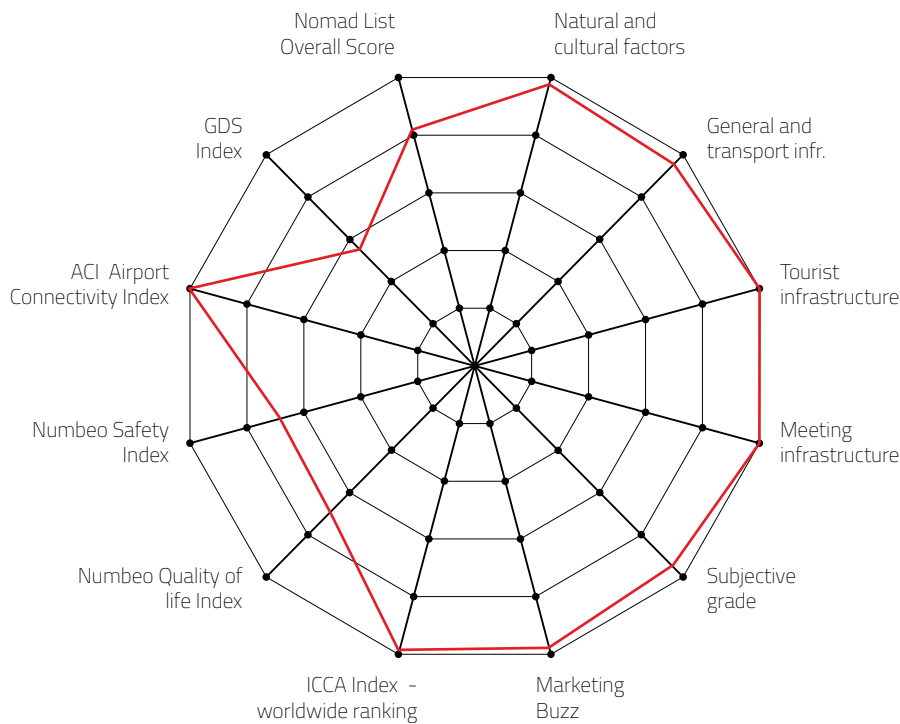 Nomad List
Overall Score
Natural and
cultural factors
GDS
Index
General and
transport infr.
ACI Airport
Connectivity Index
Tourist
infrastructure
Numbeo Safety
Index
Meeting
infrastructure
Numbeo Quality of
life Index
Subjective
grade
ICCA Index -
worldwide ranking
Marketing
Buzz